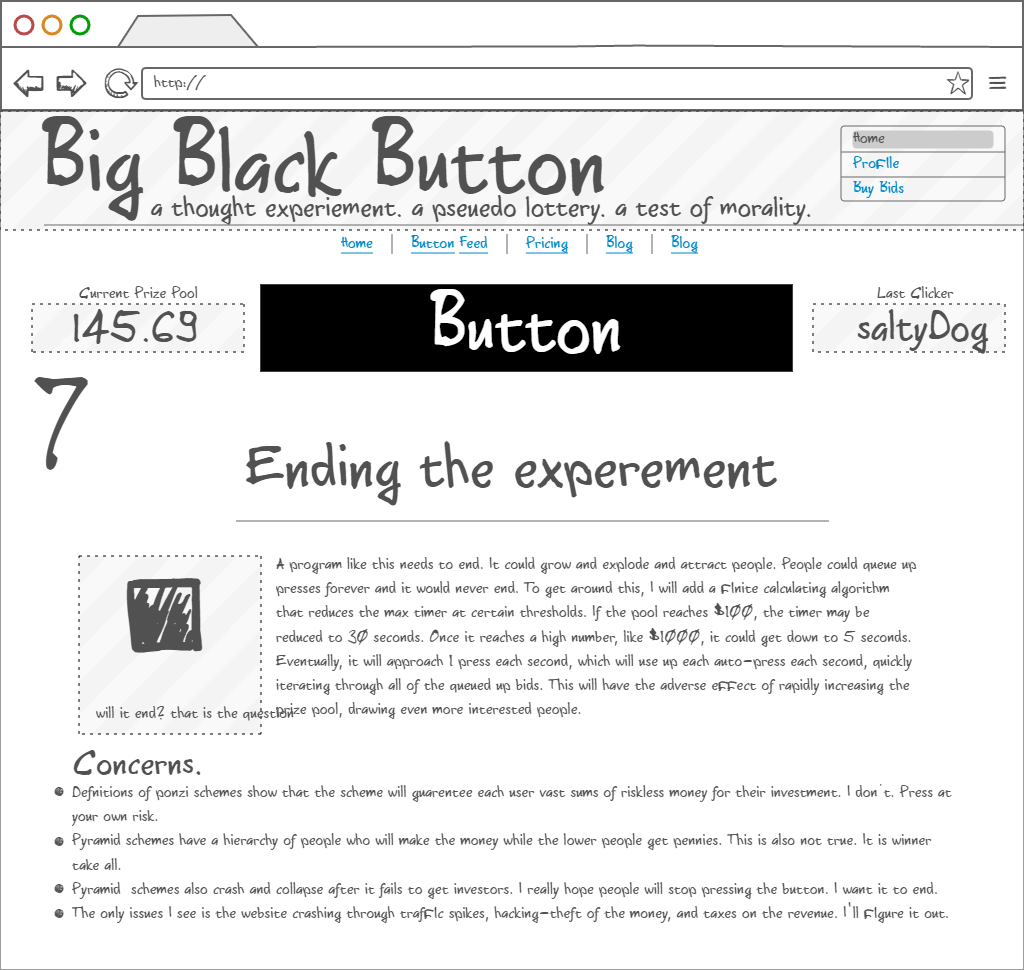 http://
Big Black Button
a thought experiement. a pseuedo lottery. a test of morality.
Home
Profile
Buy Bids
Home | Button Feed | Pricing | Blog | Blog
Current Prize Pool
145.69
Button
Last Clicker
saltyDog
7
Ending the experement
A program like this needs to end. It could grow and explode and attract people. People could queue up
presses forever and it would never end. To get around this, I will add a finite calculating algorithm
that reduces the max timer at certain thresholds. If the pool reaches $100, the timer may be
reduced to 30 seconds. Once it reaches a high number, like $1000, it could get down to 5 seconds.
Eventually, it will approach 1 press each second, which will use up each auto-press each second, quickly
iterating through all of the queued up bids. This will have the adverse effect of rapidly increasing the
prize pool, drawing even more interested people.
will it end? that is the question
Concerns.
Defnitions of ponzi schemes show that the scheme will guarentee each user vast sums of riskless money for their investment. I don't. Press at
your own risk.
Pyramid schemes have a hierarchy of people who will make the money while the lower people get pennies. This is also not true. It is winner
take all.
Pyramid schemes also crash and collapse after it fails to get investors. I really hope people will stop pressing the button. I want it to end.
The only issues I see is the website crashing through traffic spikes, hacking-theft of the money, and taxes on the revenue. I'll figure it out.